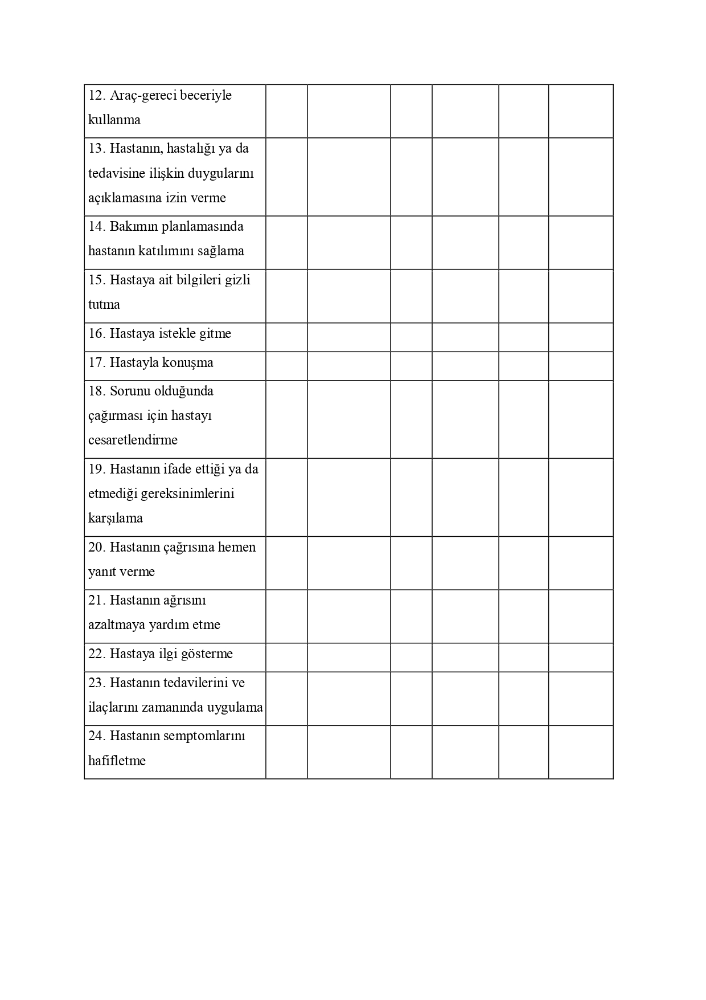 12. Araç-gereci beceriyle
kullanma
13. Hastanın, hastalığı ya da
tedavisine ilişkin duygularını
açıklamasına izin verme
14. Bakımın planlamasında
hastanın katılımını sağlama
15. Hastaya ait bilgileri gizli
tutma
16. Hastaya istekle gitme
17. Hastayla konuşma
18. Sorunu olduğunda
çağırması için hastayı
cesaretlendirme
19. Hastanın ifade ettiği ya da
etmediği gereksinimlerini
karşılama
20. Hastanın çağrısına hemen
yanıt verme
21. Hastanın ağrısını
azaltmaya yardım etme
22. Hastaya ilgi gösterme
23. Hastanın tedavilerini ve
ilaçlarını zamanında uygulama
24. Hastanın semptomlarını
hafifletme